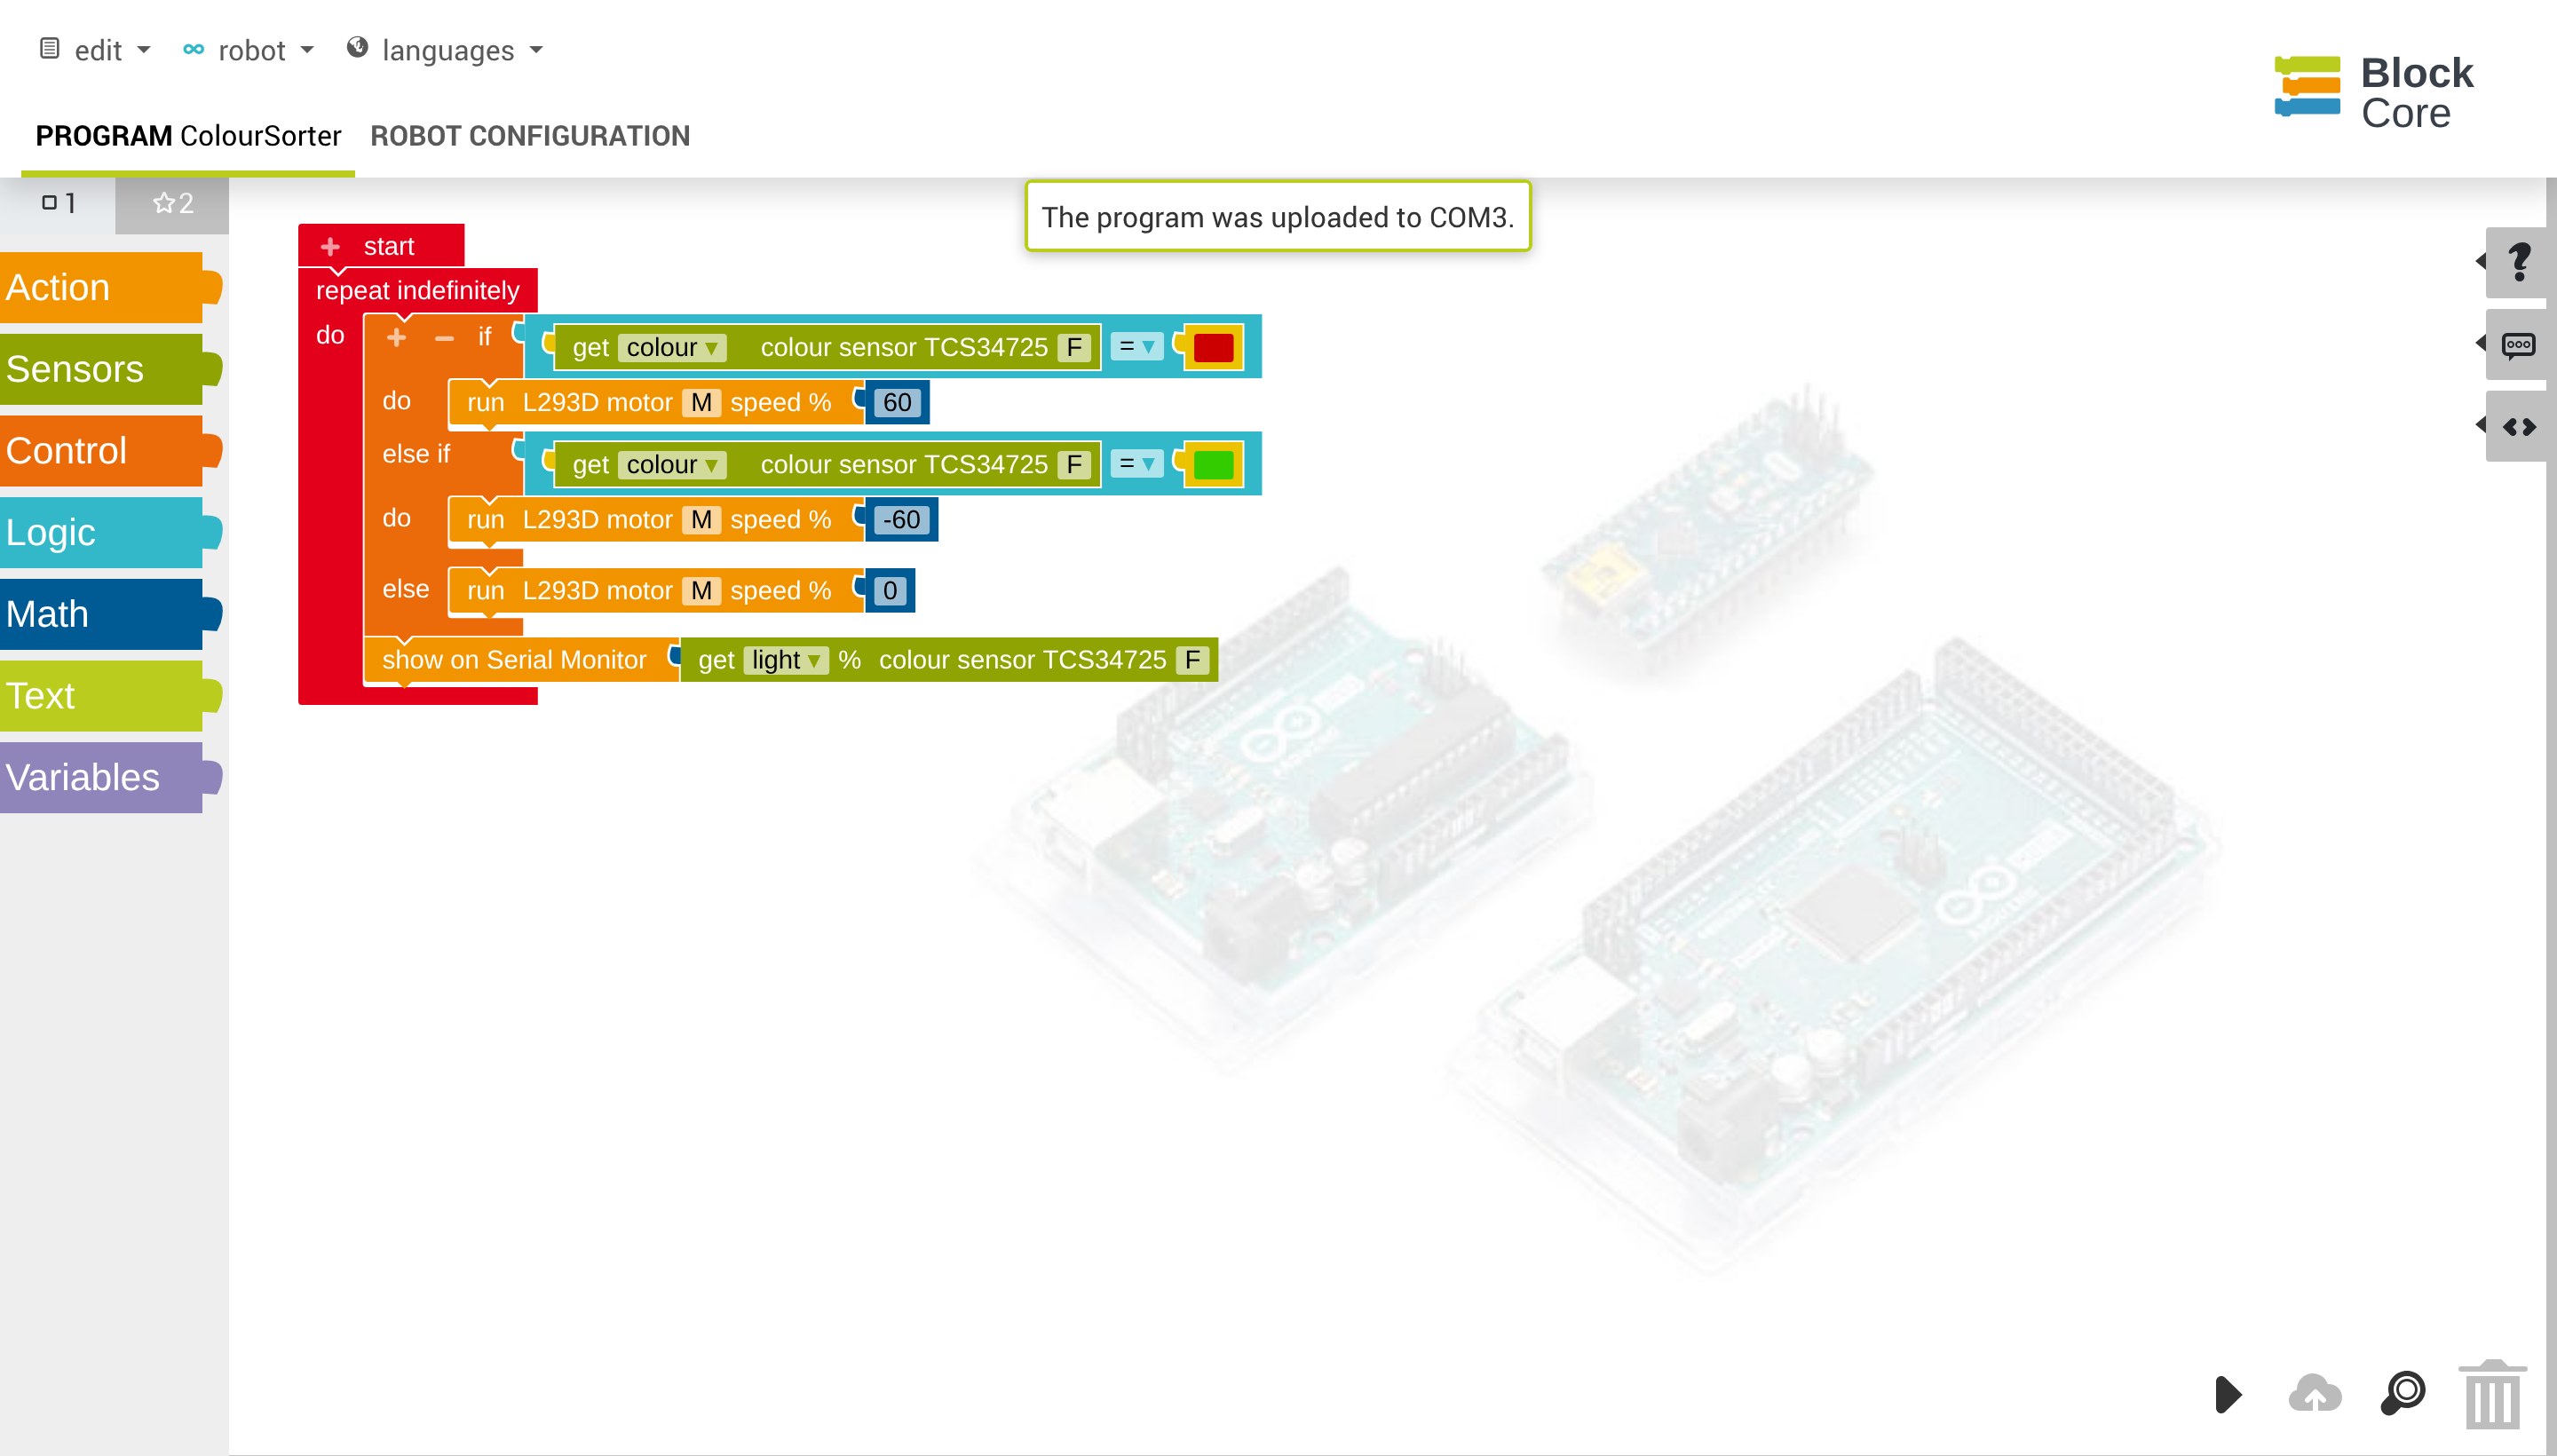 edit robot languages
Block
Core
PROGRAM ColourSorter ROBOT CONFIGURATION
1 2
The program was uploaded to COM3.
Action
Sensors
Control
Logic
Math
Text
Variables
+ start
repeat indefinitely
do + − if get colour ▾ colour sensor TCS34725 F = ▾
do run L293D motor M speed % 60
else if get colour ▾ colour sensor TCS34725 F = ▾
do run L293D motor M speed % -60
else run L293D motor M speed % 0
show on Serial Monitor get light ▾ % colour sensor TCS34725 F
?